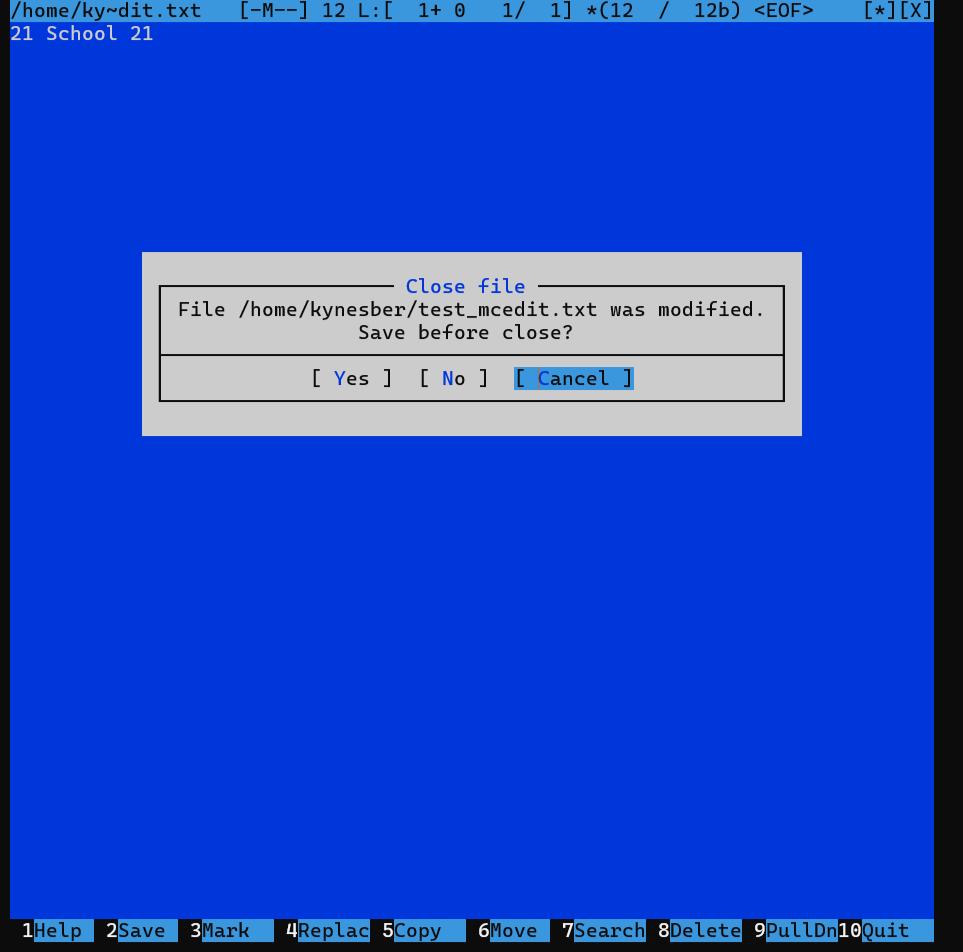 /home/ky~dit.txt   [-M--] 12 L:[  1+ 0   1/  1] *(12  /  12b) <EOF>    [*][X]
21 School 21
Close file
File /home/kynesber/test_mcedit.txt was modified.
Save before close?
[ Yes ]  [ No ]  [ Cancel ]
1Help  2Save  3Mark   4Replac 5Copy   6Move  7Search 8Delete 9PullDn10Quit